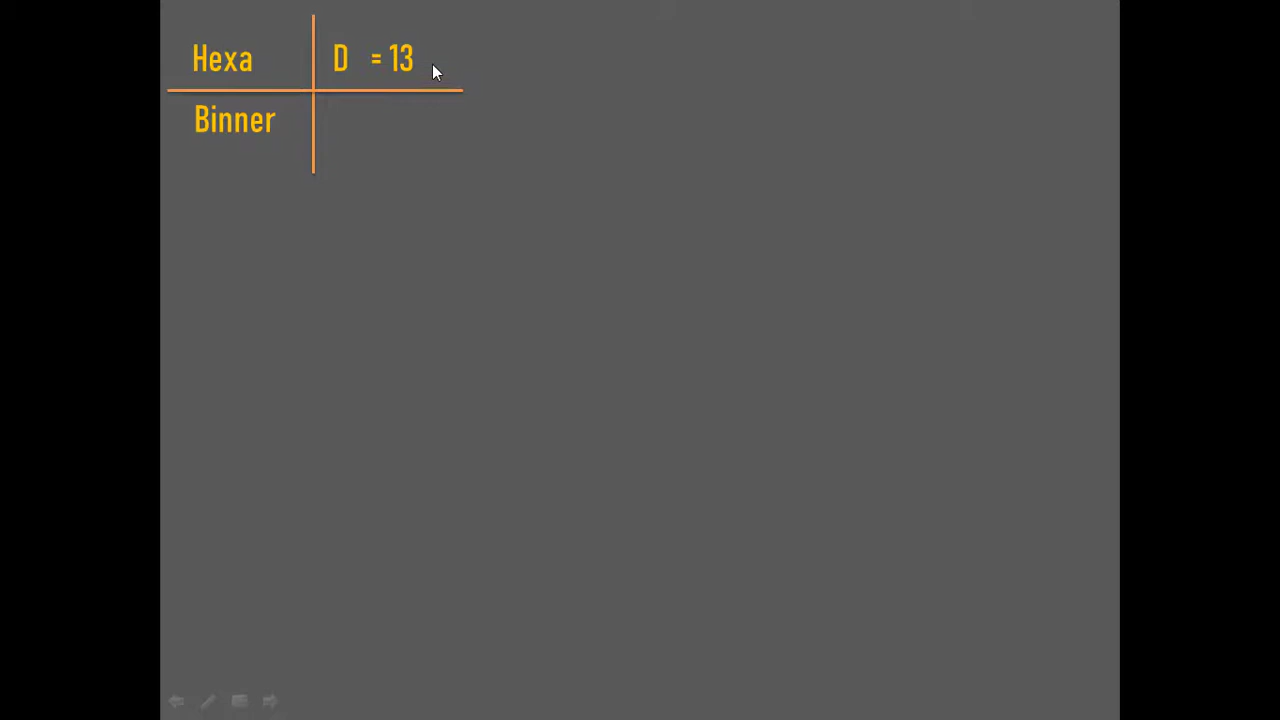 Hexa D = 13
Binner